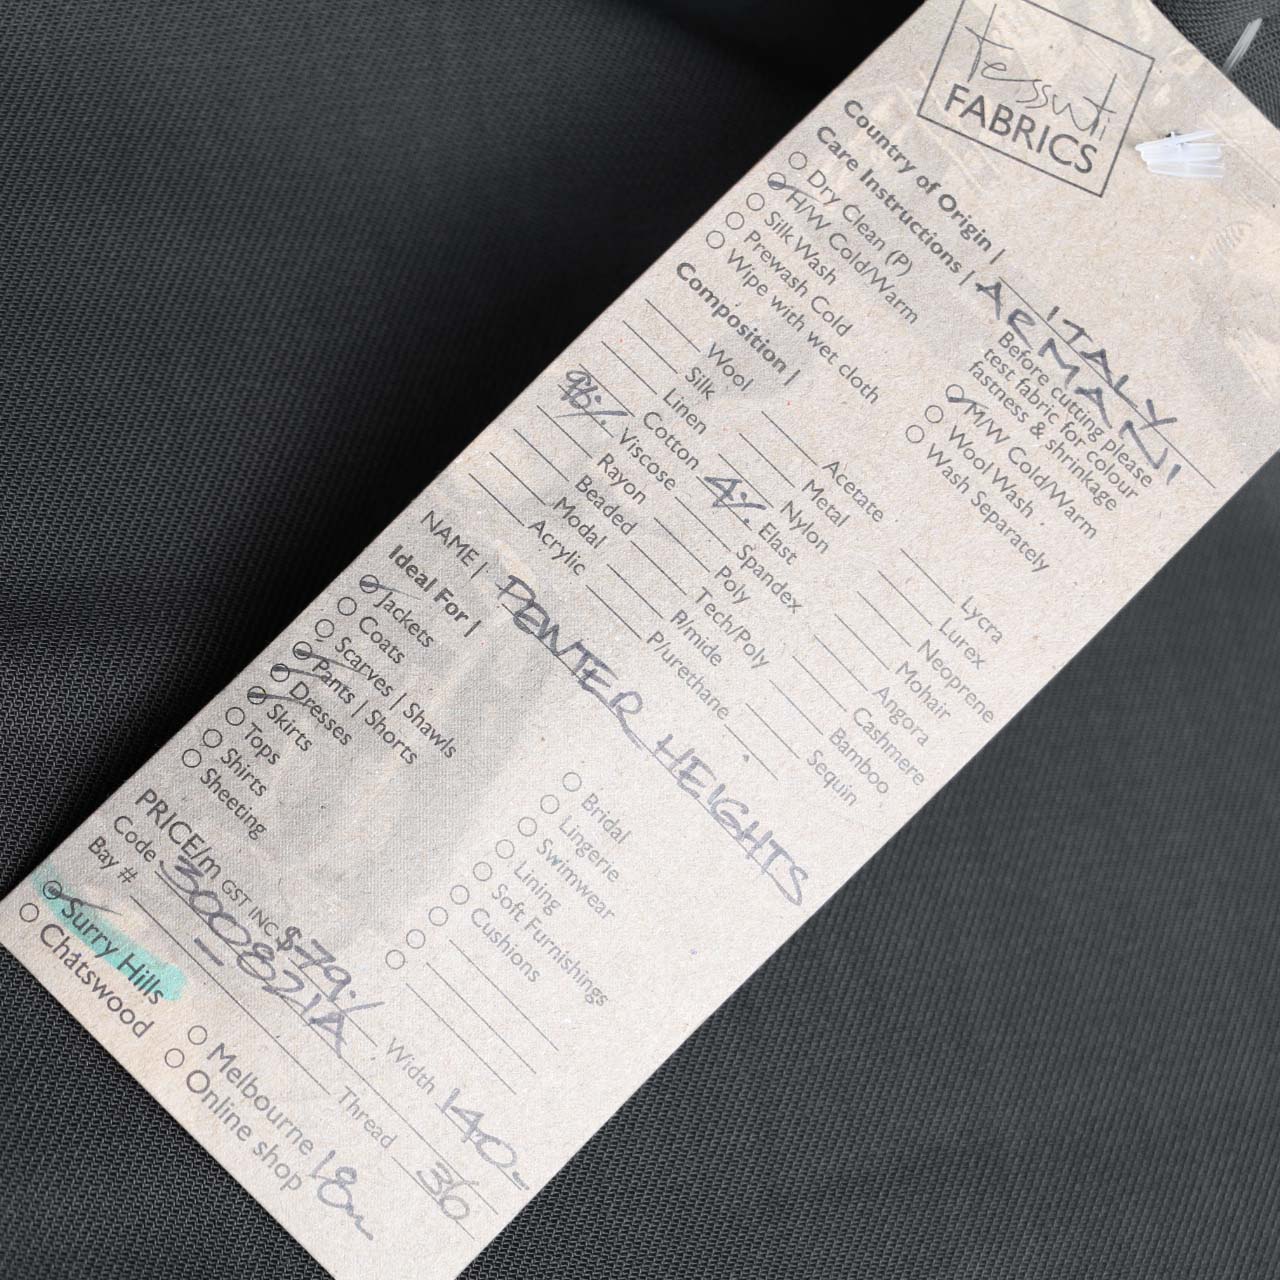 tessuti
FABRICS
Country of Origin | ITALY
Care Instructions | ARMANI
Dry Clean (P)
H/W Cold/Warm
Silk Wash
Prewash Cold
Wipe with wet cloth
Before cutting please
test fabric for colour
fastness & shrinkage
M/W Cold/Warm
Wool Wash
Wash Separately
Composition |
Wool
Silk
Linen
Cotton
96% Viscose
Rayon
Beaded
Modal
Acrylic
Acetate
Metal
Nylon
4% Elast
Spandex
Poly
Tech/Poly
P/mide
P/urethane
Lycra
Lurex
Neoprene
Mohair
Angora
Cashmere
Bamboo
Sequin
NAME | PEWTER HEIGHTS
Ideal For |
Jackets
Coats
Scarves | Shawls
Pants | Shorts
Dresses
Skirts
Tops
Shirts
Sheeting
Bridal
Lingerie
Swimwear
Lining
Soft Furnishings
Cushions
PRICE/m GST INC $79./ Width 140-
Code 300821A Thread 36
Bay # -
Surry Hills
Chatswood
Melbourne
Online shop
18m